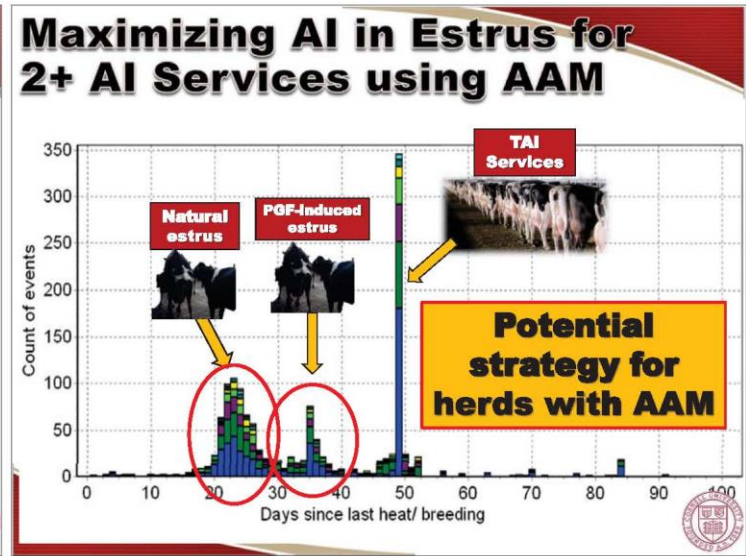 Maximizing AI in Estrus for
2+ AI Services using AAM
350
300
250
200
150
100
50
0
Count of events
Natural
estrus
PGF-Induced
estrus
TAI
Services
Potential
strategy for
herds with AAM
0 10 20 30 40 50 60 70 80 90 100
Days since last heat/ breeding
CORNELL UNIVERSITY